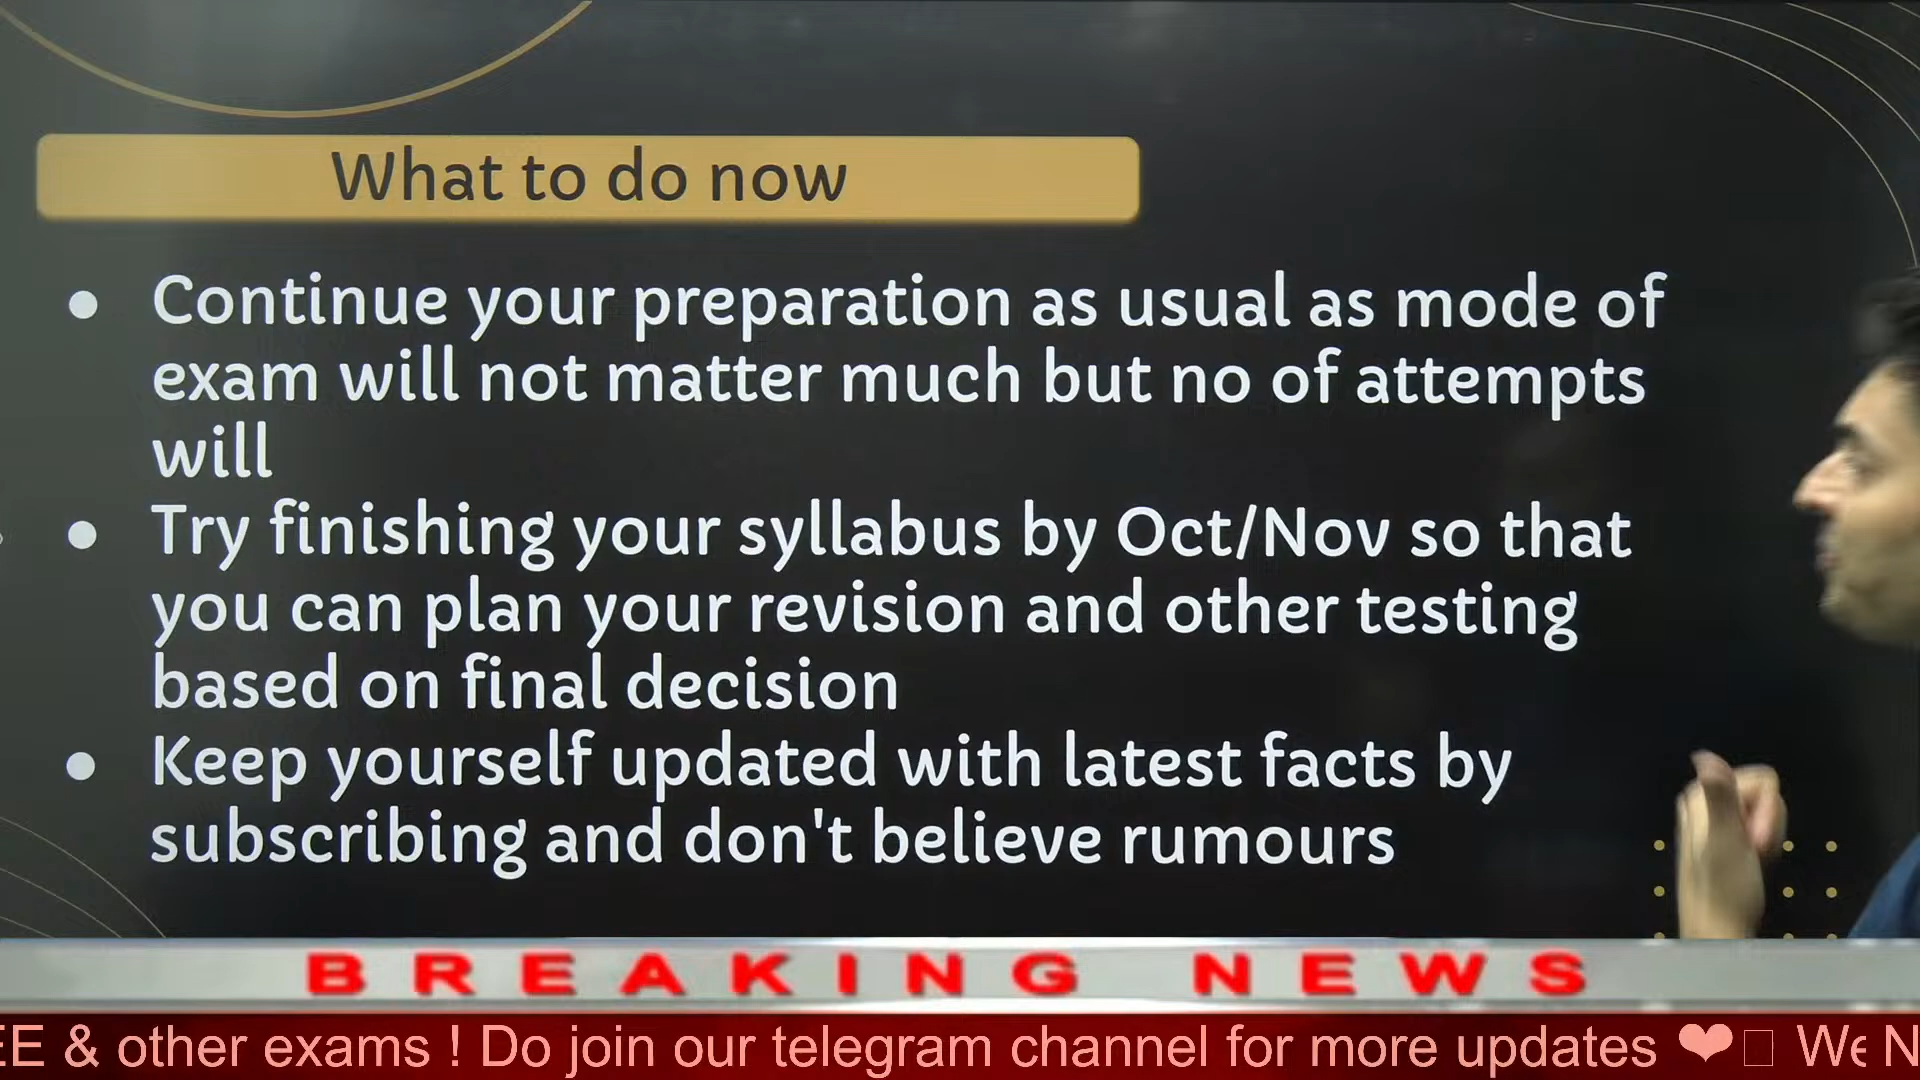 What to do now
• Continue your preparation as usual as mode of
exam will not matter much but no of attempts
will
• Try finishing your syllabus by Oct/Nov so that
you can plan your revision and other testing
based on final decision
• Keep yourself updated with latest facts by
subscribing and don't believe rumours
BREAKING NEWS
EE & other exams ! Do join our telegram channel for more updates ❤ We N